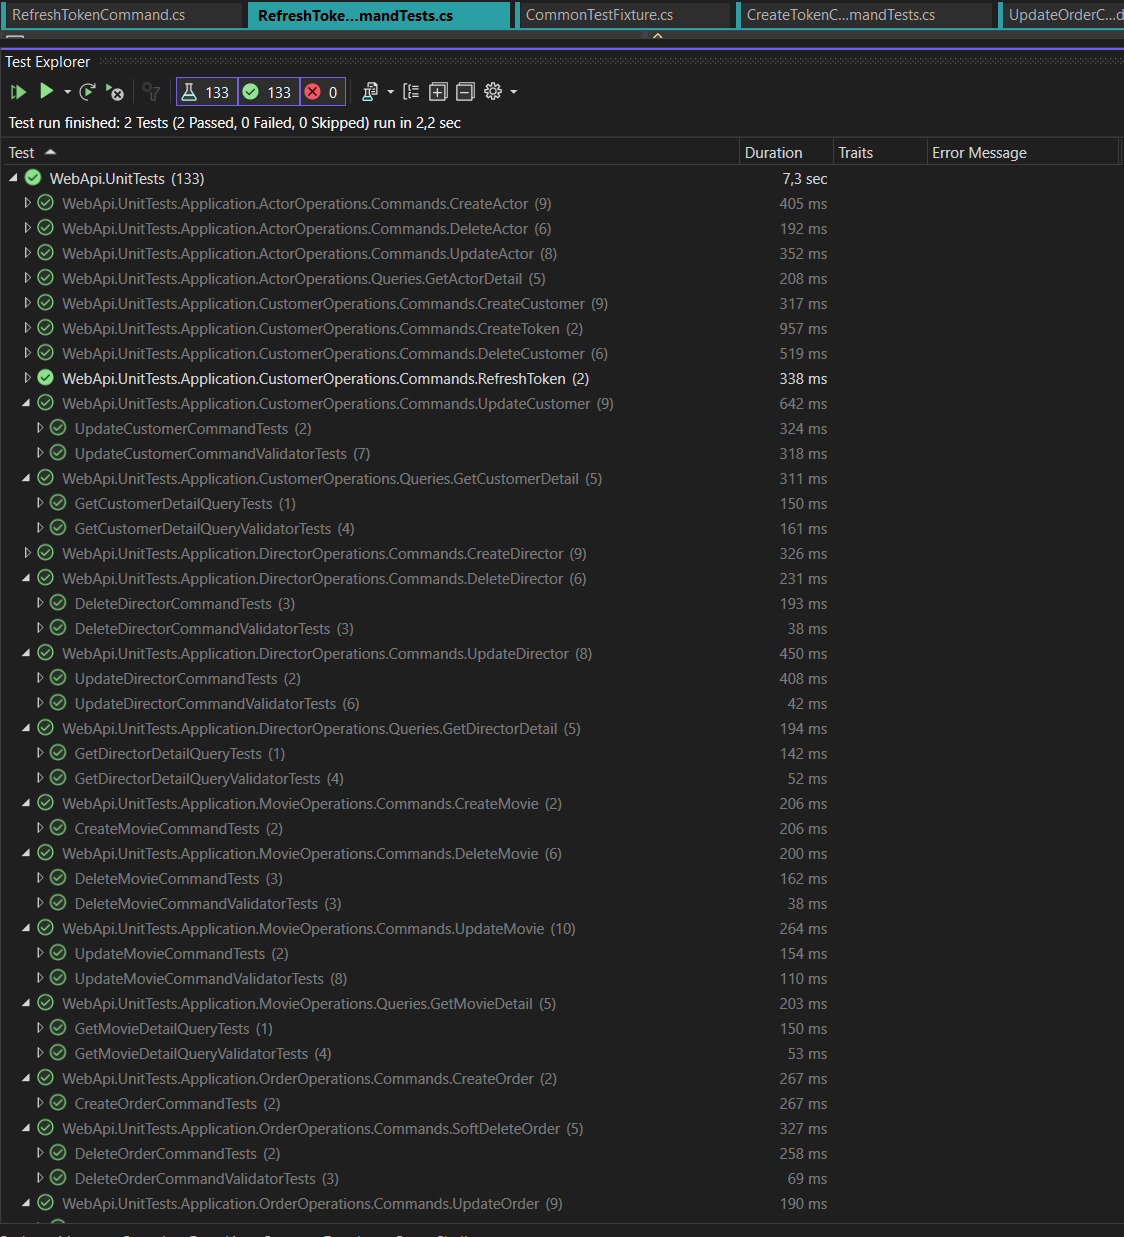 RefreshTokenCommand.cs RefreshToke...mandTests.cs CommonTestFixture.cs CreateTokenC...mandTests.cs UpdateOrderC...d
Test Explorer
133 133 0
Test run finished: 2 Tests (2 Passed, 0 Failed, 0 Skipped) run in 2,2 sec
Test Duration Traits Error Message
WebApi.UnitTests (133) 7,3 sec
WebApi.UnitTests.Application.ActorOperations.Commands.CreateActor (9) 405 ms
WebApi.UnitTests.Application.ActorOperations.Commands.DeleteActor (6) 192 ms
WebApi.UnitTests.Application.ActorOperations.Commands.UpdateActor (8) 352 ms
WebApi.UnitTests.Application.ActorOperations.Queries.GetActorDetail (5) 208 ms
WebApi.UnitTests.Application.CustomerOperations.Commands.CreateCustomer (9) 317 ms
WebApi.UnitTests.Application.CustomerOperations.Commands.CreateToken (2) 957 ms
WebApi.UnitTests.Application.CustomerOperations.Commands.DeleteCustomer (6) 519 ms
WebApi.UnitTests.Application.CustomerOperations.Commands.RefreshToken (2) 338 ms
WebApi.UnitTests.Application.CustomerOperations.Commands.UpdateCustomer (9) 642 ms
UpdateCustomerCommandTests (2) 324 ms
UpdateCustomerCommandValidatorTests (7) 318 ms
WebApi.UnitTests.Application.CustomerOperations.Queries.GetCustomerDetail (5) 311 ms
GetCustomerDetailQueryTests (1) 150 ms
GetCustomerDetailQueryValidatorTests (4) 161 ms
WebApi.UnitTests.Application.DirectorOperations.Commands.CreateDirector (9) 326 ms
WebApi.UnitTests.Application.DirectorOperations.Commands.DeleteDirector (6) 231 ms
DeleteDirectorCommandTests (3) 193 ms
DeleteDirectorCommandValidatorTests (3) 38 ms
WebApi.UnitTests.Application.DirectorOperations.Commands.UpdateDirector (8) 450 ms
UpdateDirectorCommandTests (2) 408 ms
UpdateDirectorCommandValidatorTests (6) 42 ms
WebApi.UnitTests.Application.DirectorOperations.Queries.GetDirectorDetail (5) 194 ms
GetDirectorDetailQueryTests (1) 142 ms
GetDirectorDetailQueryValidatorTests (4) 52 ms
WebApi.UnitTests.Application.MovieOperations.Commands.CreateMovie (2) 206 ms
CreateMovieCommandTests (2) 206 ms
WebApi.UnitTests.Application.MovieOperations.Commands.DeleteMovie (6) 200 ms
DeleteMovieCommandTests (3) 162 ms
DeleteMovieCommandValidatorTests (3) 38 ms
WebApi.UnitTests.Application.MovieOperations.Commands.UpdateMovie (10) 264 ms
UpdateMovieCommandTests (2) 154 ms
UpdateMovieCommandValidatorTests (8) 110 ms
WebApi.UnitTests.Application.MovieOperations.Queries.GetMovieDetail (5) 203 ms
GetMovieDetailQueryTests (1) 150 ms
GetMovieDetailQueryValidatorTests (4) 53 ms
WebApi.UnitTests.Application.OrderOperations.Commands.CreateOrder (2) 267 ms
CreateOrderCommandTests (2) 267 ms
WebApi.UnitTests.Application.OrderOperations.Commands.SoftDeleteOrder (5) 327 ms
DeleteOrderCommandTests (2) 258 ms
DeleteOrderCommandValidatorTests (3) 69 ms
WebApi.UnitTests.Application.OrderOperations.Commands.UpdateOrder (9) 190 ms